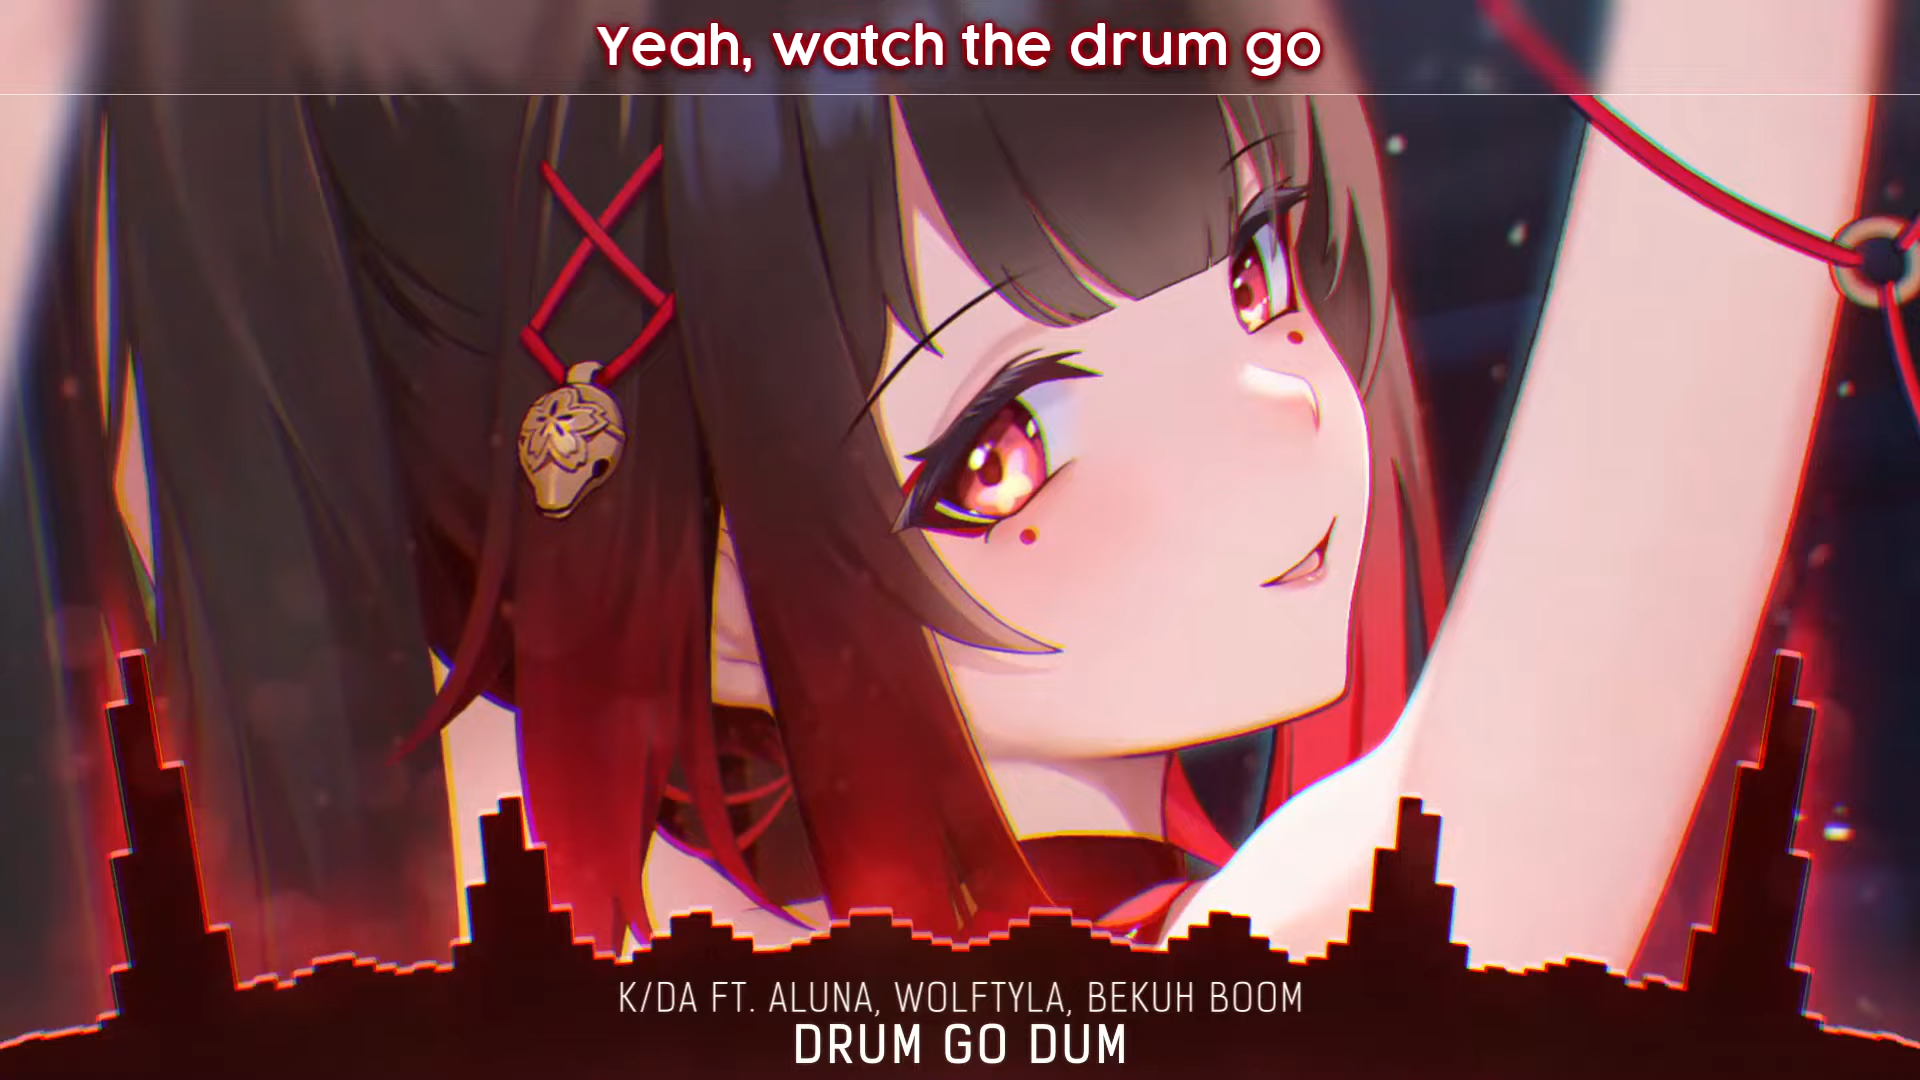 Yeah, watch the drum go
K/DA FT. ALUNA, WOLFTYLA, BEKUH BOOM
DRUM GO DUM